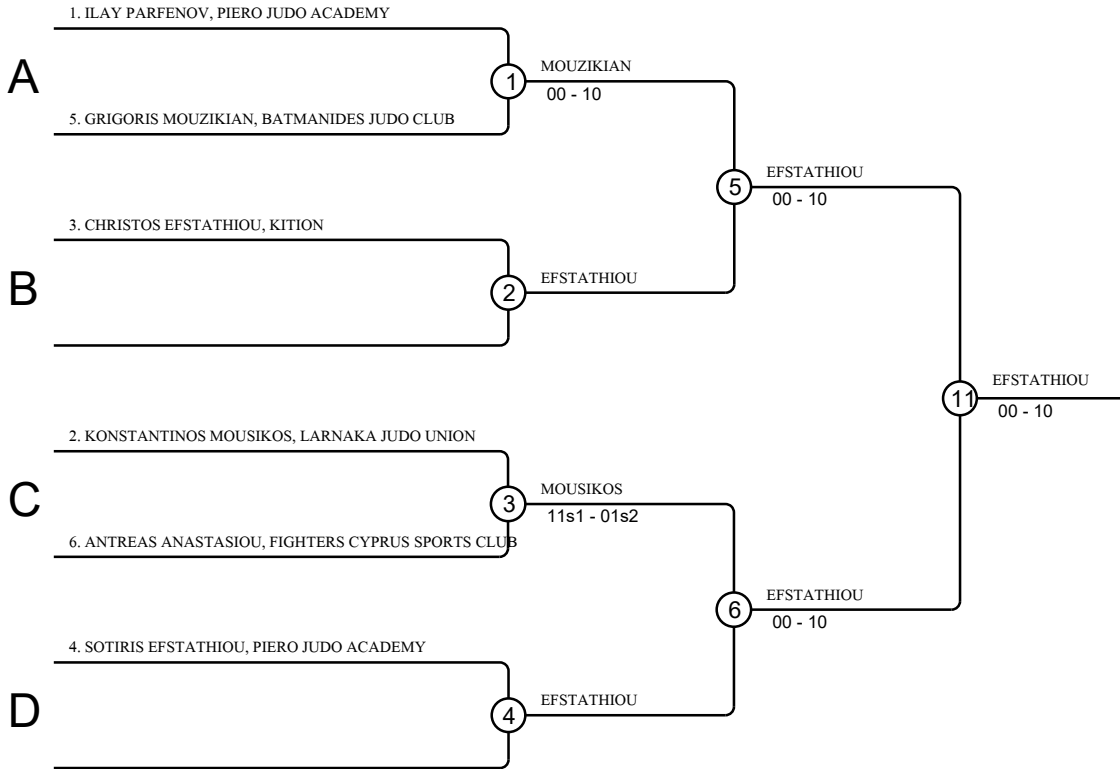 1. ILAY PARFENOV, PIERO JUDO ACADEMY
A
1
MOUZIKIAN
00 - 10
5. GRIGORIS MOUZIKIAN, BATMANIDES JUDO CLUB
5
EFSTATHIOU
00 - 10
3. CHRISTOS EFSTATHIOU, KITION
B
2
EFSTATHIOU
11
EFSTATHIOU
00 - 10
2. KONSTANTINOS MOUSIKOS, LARNAKA JUDO UNION
C
3
MOUSIKOS
11s1 - 01s2
6. ANTREAS ANASTASIOU, FIGHTERS CYPRUS SPORTS CLUB
6
EFSTATHIOU
00 - 10
4. SOTIRIS EFSTATHIOU, PIERO JUDO ACADEMY
D
4
EFSTATHIOU